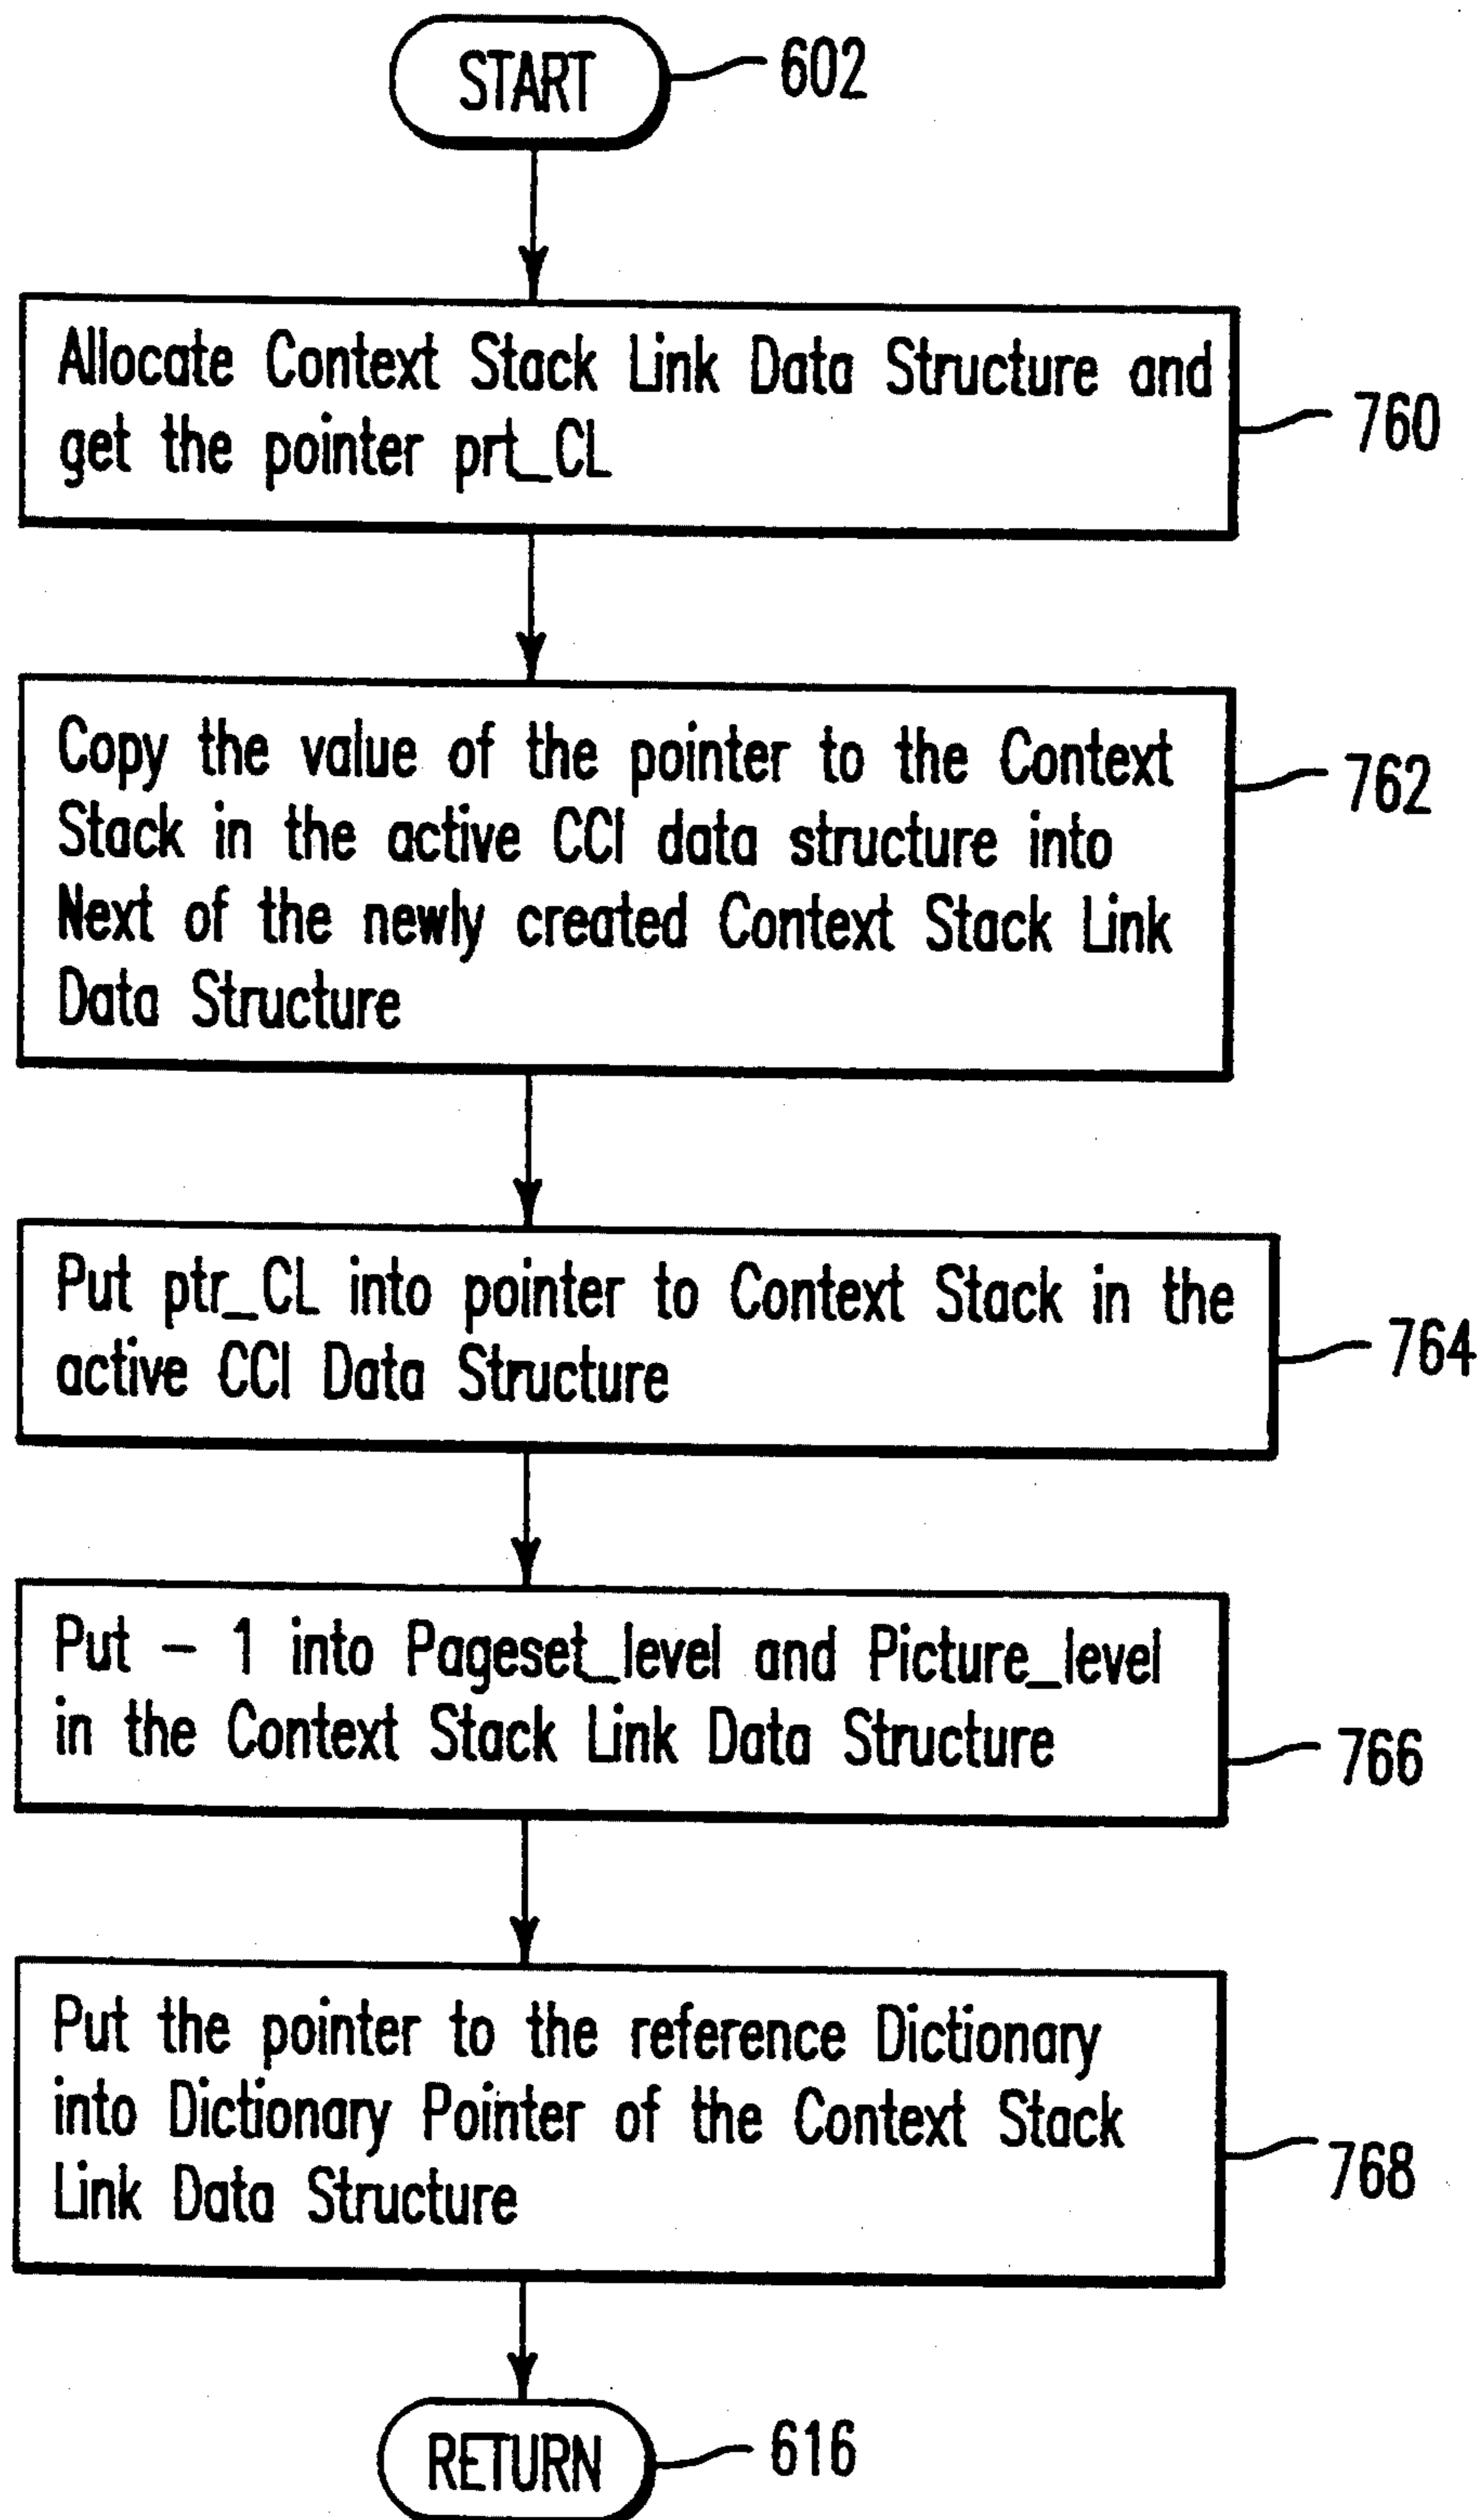 START
602
Allocate Context Stack Link Data Structure and
get the pointer prt_CL
760
Copy the value of the pointer to the Context
Stack in the active CCI data structure into
Next of the newly created Context Stack Link
Data Structure
762
Put ptr_CL into pointer to Context Stack in the
active CCI Data Structure
764
Put - 1 into Pageset_level and Picture_level
in the Context Stack Link Data Structure
766
Put the pointer to the reference Dictionary
into Dictionary Pointer of the Context Stack
Link Data Structure
768
RETURN
616